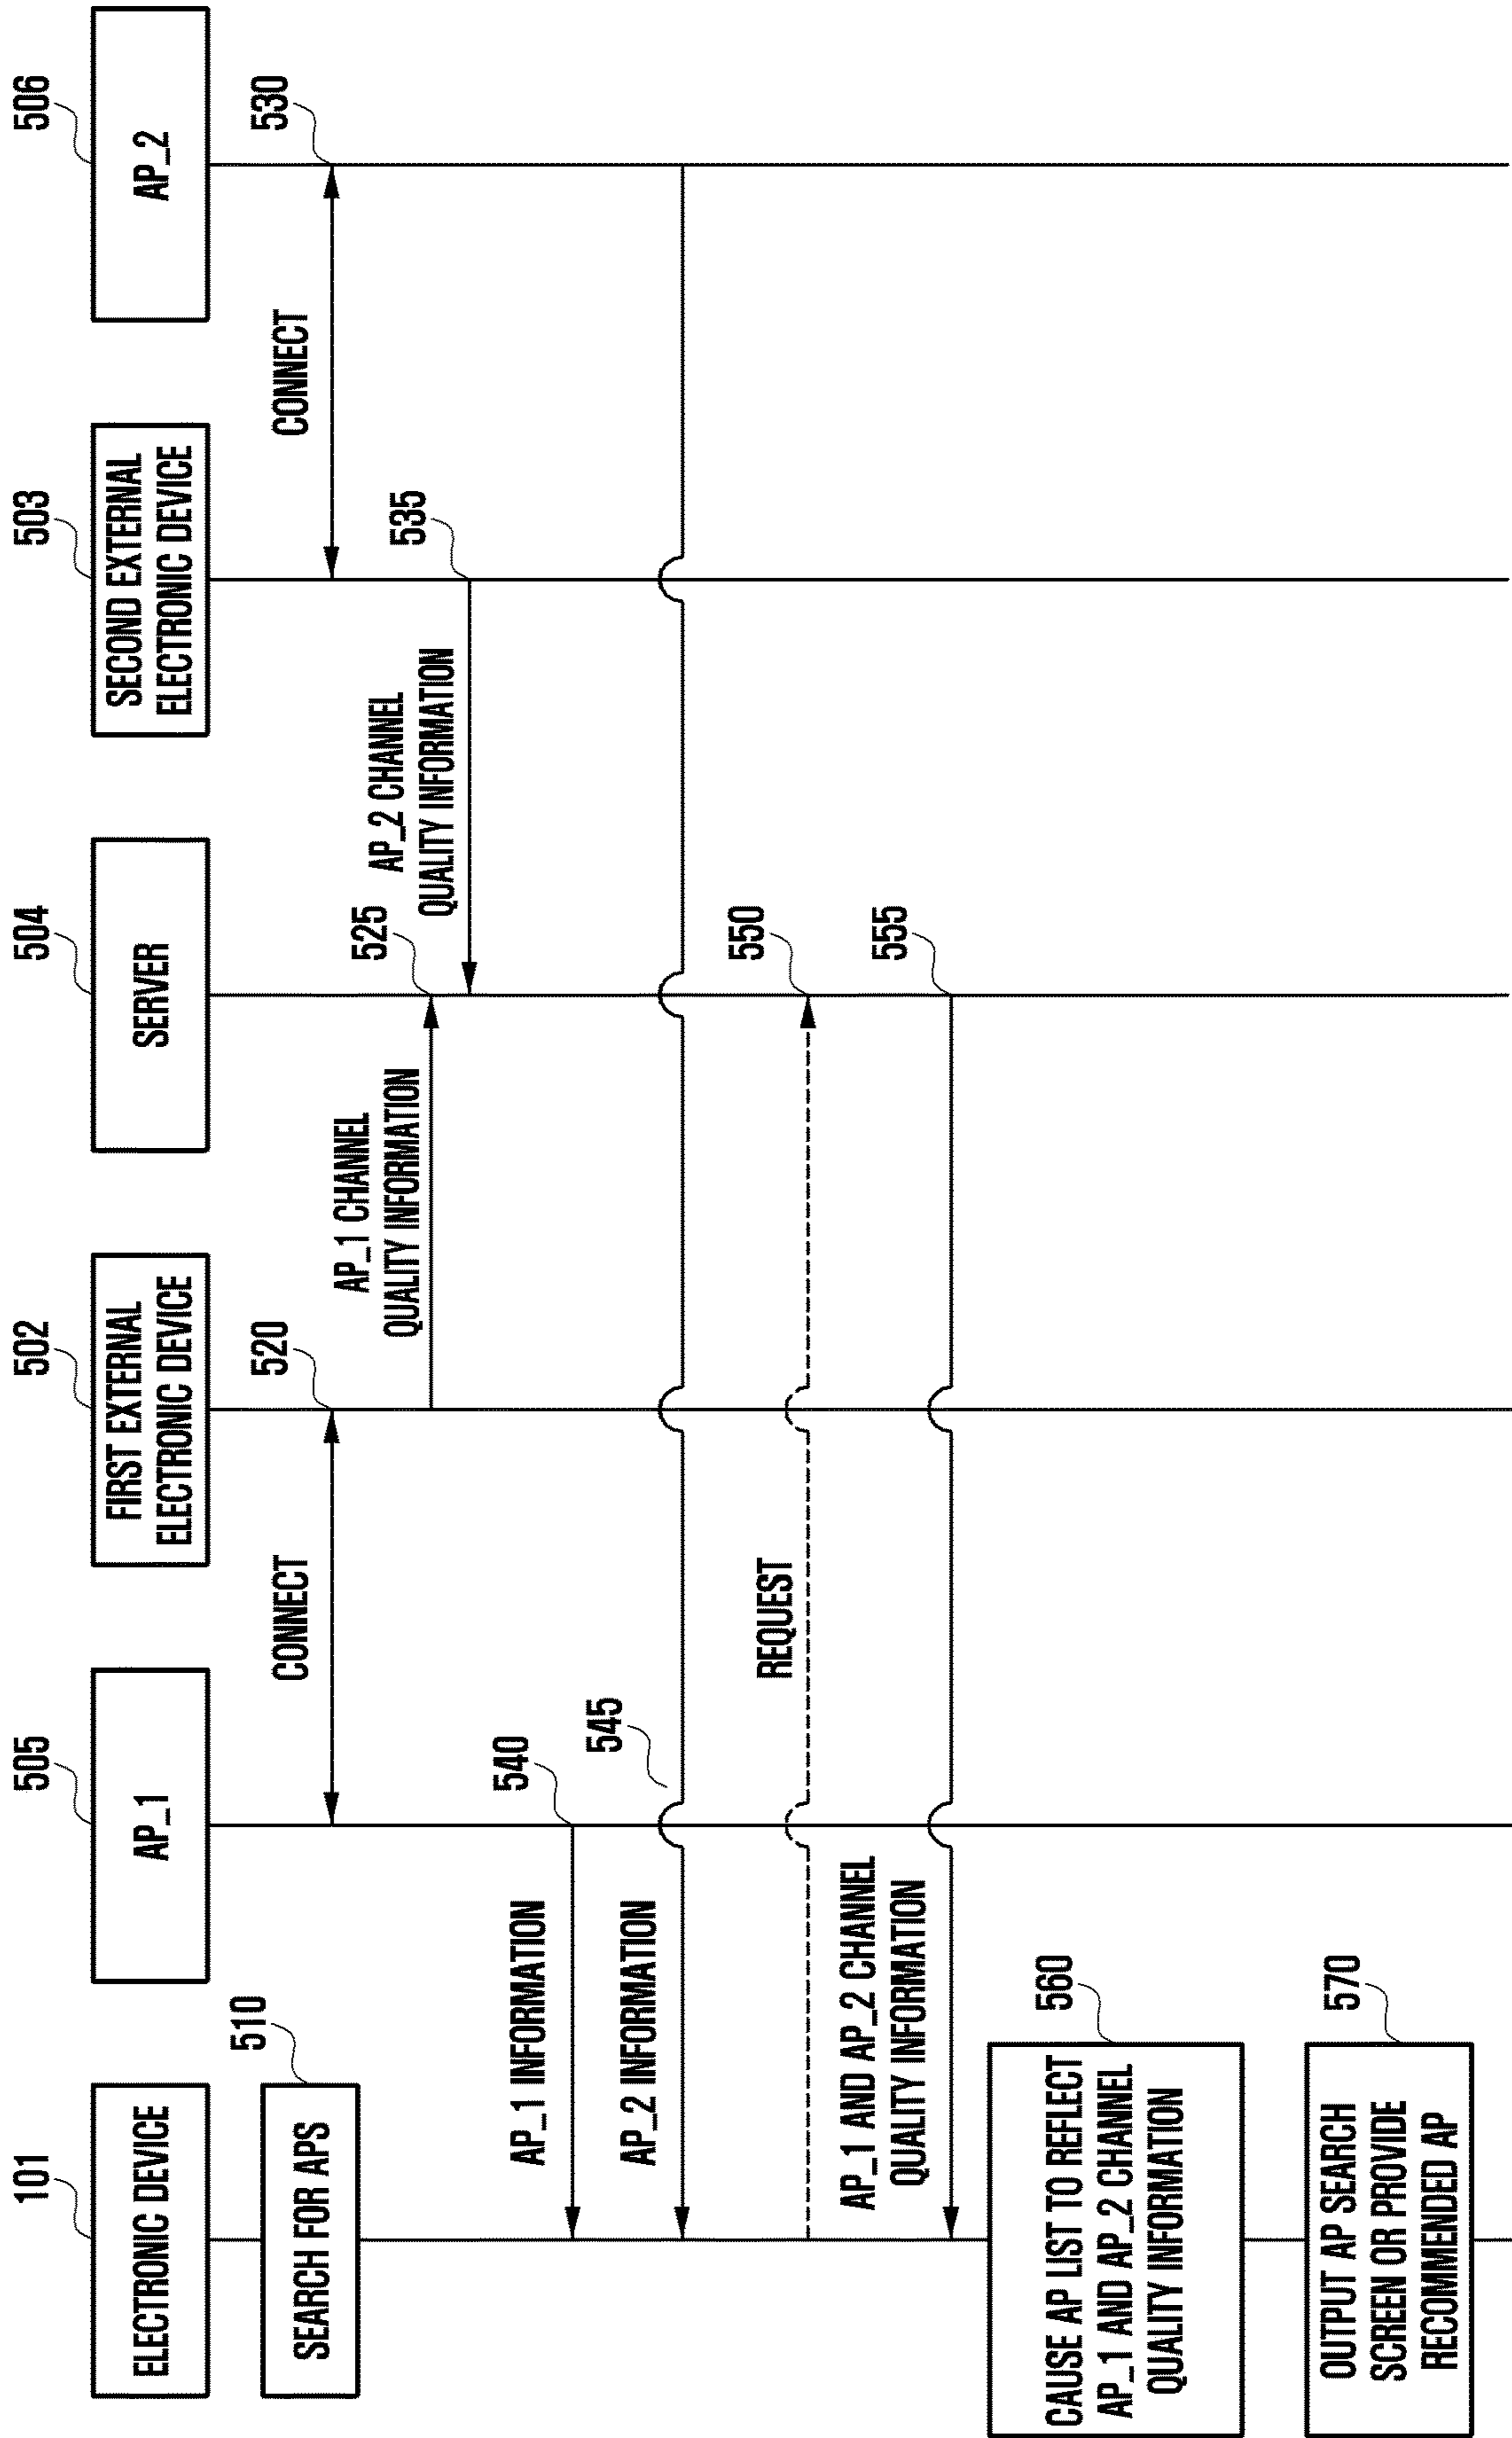 101
505
502
504
503
506
ELECTRONIC DEVICE
AP_1
FIRST EXTERNAL
ELECTRONIC DEVICE
SERVER
SECOND EXTERNAL
ELECTRONIC DEVICE
AP_2
510
SEARCH FOR APS
CONNECT
520
CONNECT
530
AP_1 CHANNEL
QUALITY INFORMATION
525
AP_2 CHANNEL
QUALITY INFORMATION
535
AP_1 INFORMATION
540
AP_2 INFORMATION
545
REQUEST
550
AP_1 AND AP_2 CHANNEL
QUALITY INFORMATION
555
CAUSE AP LIST TO REFLECT
AP_1 AND AP_2 CHANNEL
QUALITY INFORMATION
560
OUTPUT AP SEARCH
SCREEN OR PROVIDE
RECOMMENDED AP
570